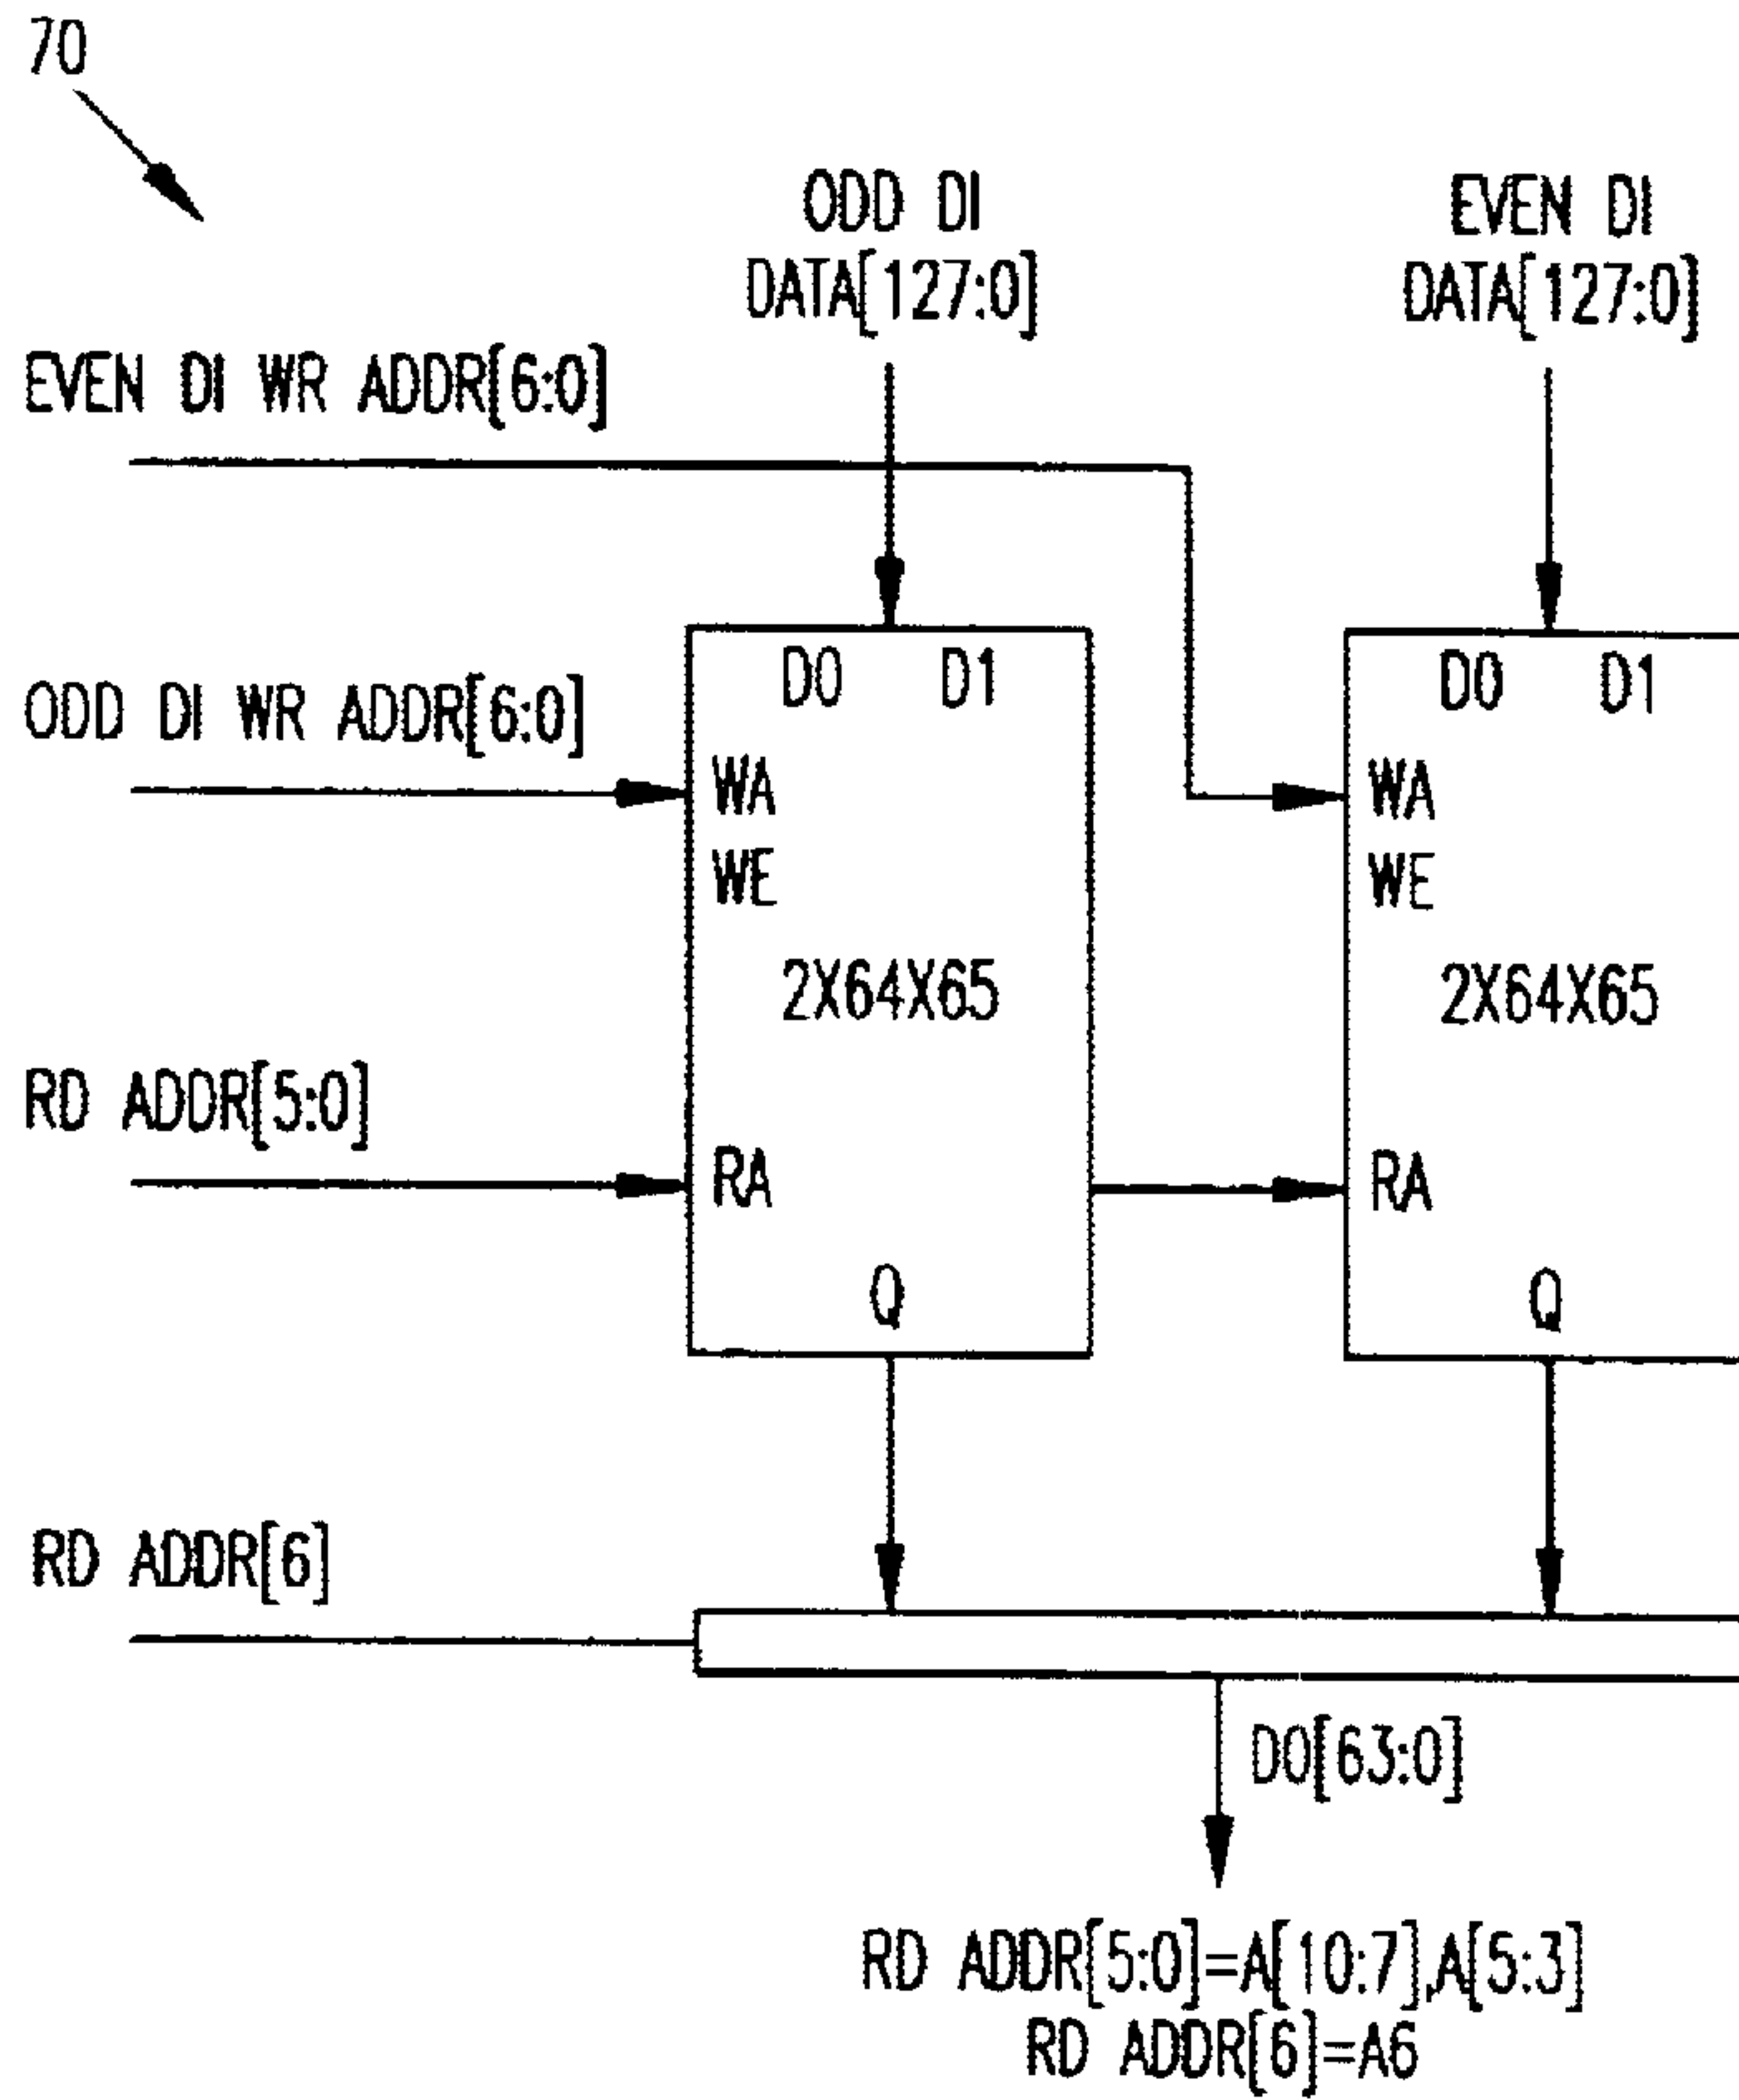 70
ODD DI
DATA[127:0]
EVEN DI
DATA[127:0]
EVEN DI WR ADDR[6:0]
ODD DI WR ADDR[6:0]
D0 D1
WA
WE
2X64X65
RA
Q
D0 D1
WA
WE
2X64X65
RA
Q
RD ADDR[5:0]
RD ADDR[6]
DO[63:0]
RD ADDR[5:0]=A[10:7],A[5:3]
RD ADDR[6]=A6